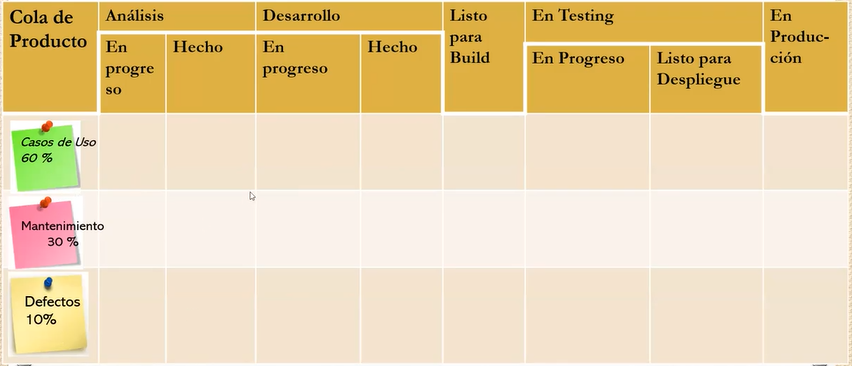 Cola de
Producto
Análisis
Desarrollo
Listo
para
Build
En Testing
En
Produc-
ción
En
progre
so
Hecho
En
progreso
Hecho
En Progreso
Listo para
Despliegue
Casos de Uso
60 %
Mantenimiento
30 %
Defectos
10%